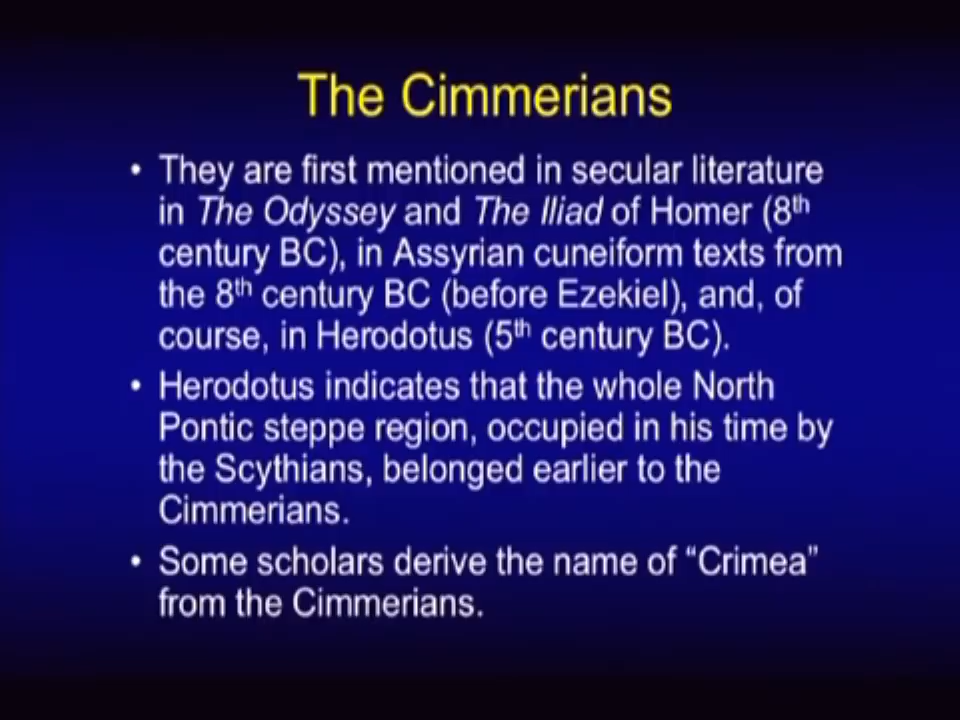 The Cimmerians
• They are first mentioned in secular literature
in The Odyssey and The Iliad of Homer (8th
century BC), in Assyrian cuneiform texts from
the 8th century BC (before Ezekiel), and, of
course, in Herodotus (5th century BC).
• Herodotus indicates that the whole North
Pontic steppe region, occupied in his time by
the Scythians, belonged earlier to the
Cimmerians.
• Some scholars derive the name of “Crimea”
from the Cimmerians.